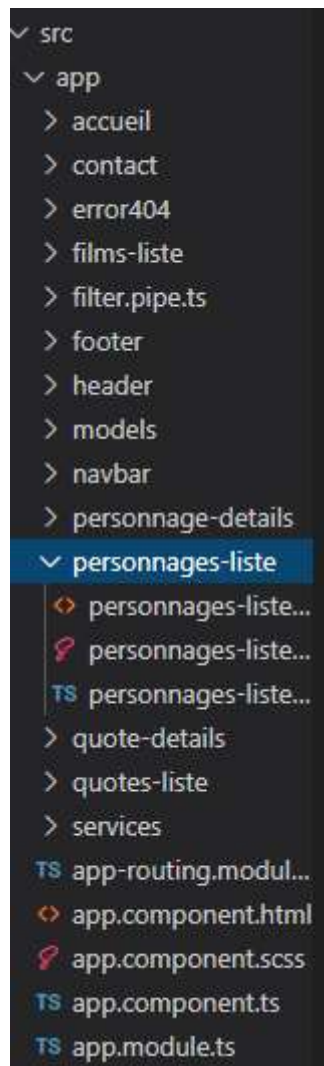 src
app
accueil
contact
error404
films-liste
filter.pipe.ts
footer
header
models
navbar
personnage-details
personnages-liste
personnages-liste...
personnages-liste...
TS personnages-liste...
quote-details
quotes-liste
services
TS app-routing.modul...
app.component.html
app.component.scss
TS app.component.ts
TS app.module.ts